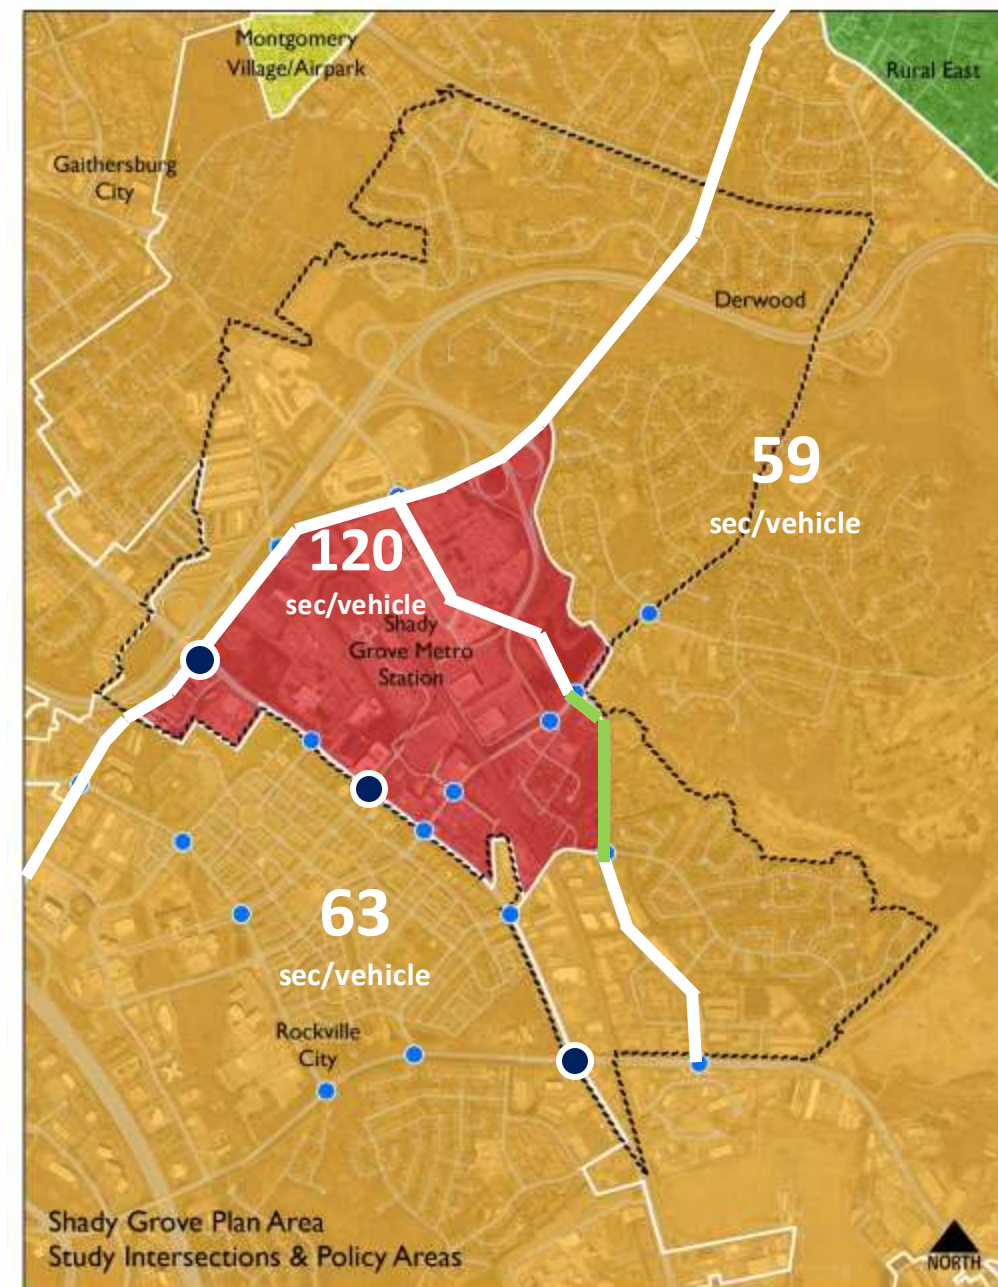 Montgomery
Village/Airpark
Rural East
Gaithersburg
City
Derwood
59
sec/vehicle
120
sec/vehicle
Shady
Grove Metro
Station
63
sec/vehicle
Rockville
City
Shady Grove Plan Area
Study Intersections & Policy Areas
NORTH